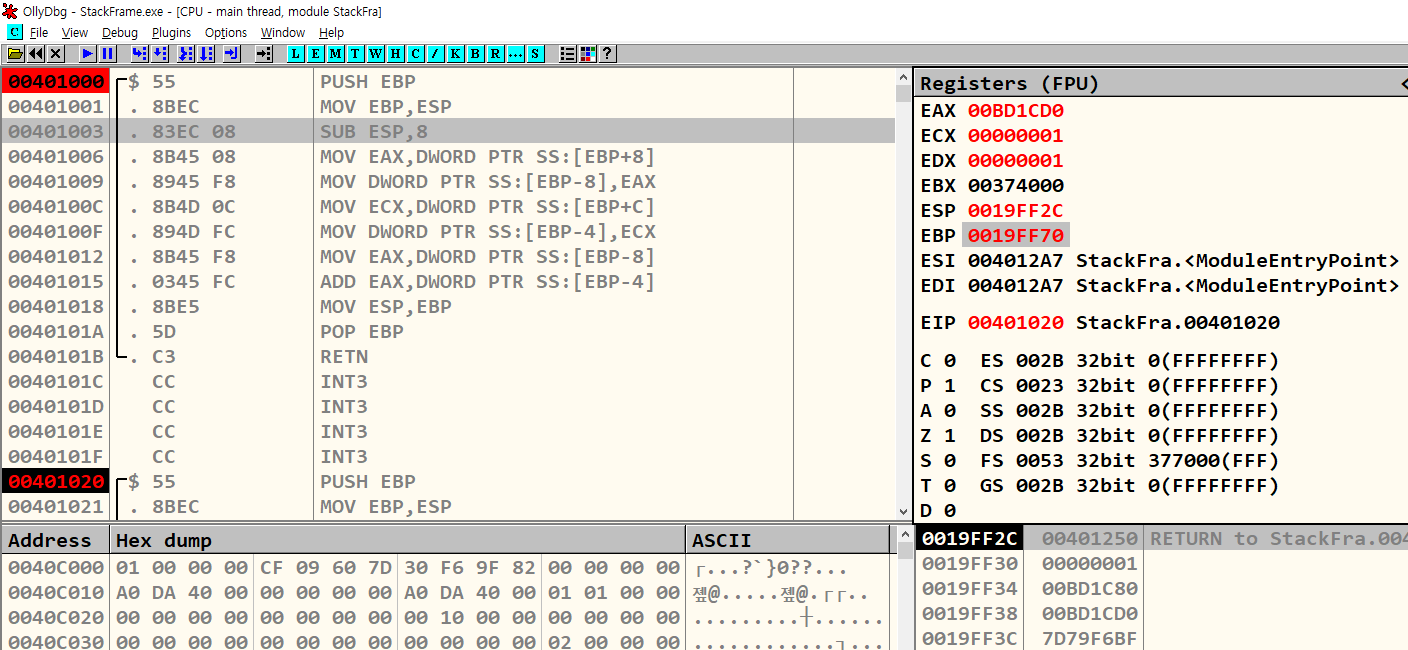 OllyDbg - StackFrame.exe - [CPU - main thread, module StackFra]
C File View Debug Plugins Options Window Help
L E M T W H C / K B R ... S ?
00401000 $ 55 PUSH EBP
00401001 . 8BEC MOV EBP,ESP
00401003 . 83EC 08 SUB ESP,8
00401006 . 8B45 08 MOV EAX,DWORD PTR SS:[EBP+8]
00401009 . 8945 F8 MOV DWORD PTR SS:[EBP-8],EAX
0040100C . 8B4D 0C MOV ECX,DWORD PTR SS:[EBP+C]
0040100F . 894D FC MOV DWORD PTR SS:[EBP-4],ECX
00401012 . 8B45 F8 MOV EAX,DWORD PTR SS:[EBP-8]
00401015 . 0345 FC ADD EAX,DWORD PTR SS:[EBP-4]
00401018 . 8BE5 MOV ESP,EBP
0040101A . 5D POP EBP
0040101B . C3 RETN
0040101C CC INT3
0040101D CC INT3
0040101E CC INT3
0040101F CC INT3
00401020 $ 55 PUSH EBP
00401021 . 8BEC MOV EBP,ESP
Registers (FPU) <
EAX 00BD1CD0
ECX 00000001
EDX 00000001
EBX 00374000
ESP 0019FF2C
EBP 0019FF70
ESI 004012A7 StackFra.<ModuleEntryPoint>
EDI 004012A7 StackFra.<ModuleEntryPoint>
EIP 00401020 StackFra.00401020
C 0 ES 002B 32bit 0(FFFFFFFF)
P 1 CS 0023 32bit 0(FFFFFFFF)
A 0 SS 002B 32bit 0(FFFFFFFF)
Z 1 DS 002B 32bit 0(FFFFFFFF)
S 0 FS 0053 32bit 377000(FFF)
T 0 GS 002B 32bit 0(FFFFFFFF)
D 0
Address Hex dump ASCII
0040C000 01 00 00 00 CF 09 60 7D 30 F6 9F 82 00 00 00 00 ┌...?`}0??...
0040C010 A0 DA 40 00 00 00 00 00 A0 DA 40 00 01 01 00 00 @.....@.┌┌..
0040C020 00 00 00 00 00 00 00 00 00 10 00 00 00 00 00 00 .........┼......
0040C030 00 00 00 00 00 00 00 00 00 00 00 00 02 00 00 00 ............┐...
0019FF2C 00401250 RETURN to StackFra.004
0019FF30 00000001
0019FF34 00BD1C80
0019FF38 00BD1CD0
0019FF3C 7D79F6BF